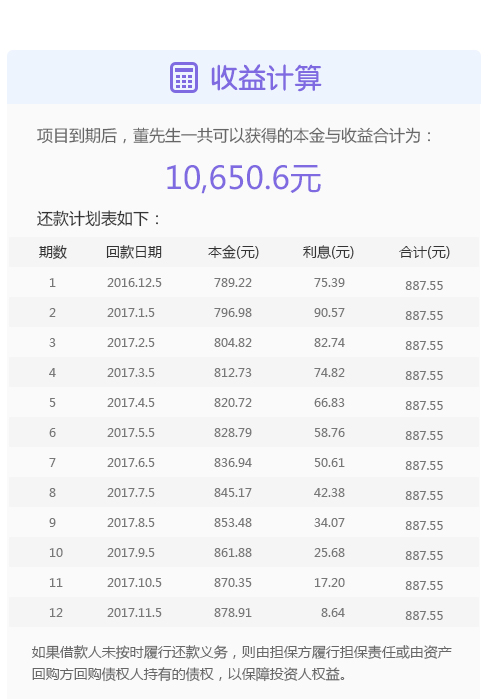 收益计算
项目到期后，董先生一共可以获得的本金与收益合计为：
10,650.6元
还款计划表如下：
期数 回款日期 本金(元) 利息(元) 合计(元)
1 2016.12.5 789.22 75.39 887.55
2 2017.1.5 796.98 90.57 887.55
3 2017.2.5 804.82 82.74 887.55
4 2017.3.5 812.73 74.82 887.55
5 2017.4.5 820.72 66.83 887.55
6 2017.5.5 828.79 58.76 887.55
7 2017.6.5 836.94 50.61 887.55
8 2017.7.5 845.17 42.38 887.55
9 2017.8.5 853.48 34.07 887.55
10 2017.9.5 861.88 25.68 887.55
11 2017.10.5 870.35 17.20 887.55
12 2017.11.5 878.91 8.64 887.55
如果借款人未按时履行还款义务，则由担保方履行担保责任或由资产
回购方回购债权人持有的债权，以保障投资人权益。